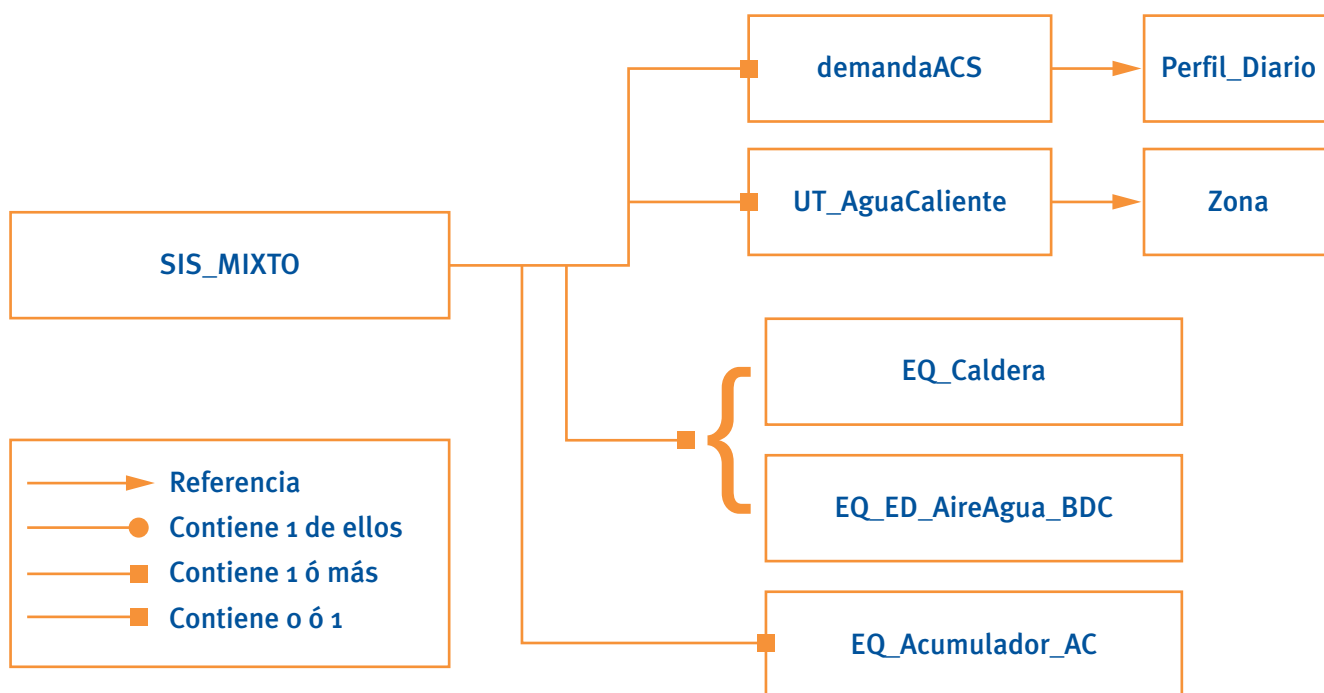 demandaACS
Perfil_Diario
UT_AguaCaliente
Zona
SIS_MIXTO
EQ_Caldera
EQ_ED_AireAgua_BDC
EQ_Acumulador_AC
Referencia
Contiene 1 de ellos
Contiene 1 ó más
Contiene 0 ó 1